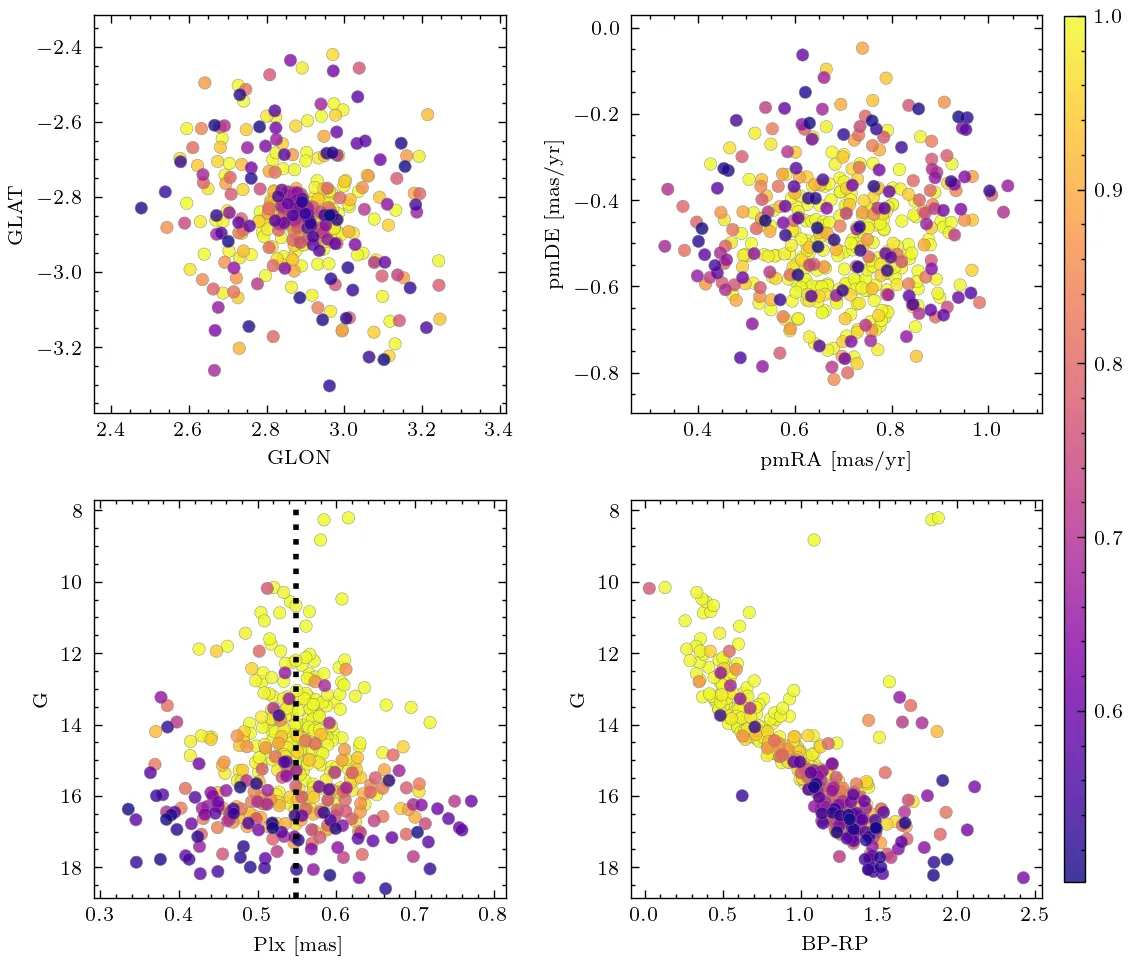 −2.4
−2.6
−2.8
−3.0
−3.2
GLAT
2.4 2.6 2.8 3.0 3.2 3.4
GLON
0.0
−0.2
−0.4
−0.6
−0.8
pmDE [mas/yr]
0.4 0.6 0.8 1.0
pmRA [mas/yr]
8
10
12
14
16
18
G
0.3 0.4 0.5 0.6 0.7 0.8
Plx [mas]
8
10
12
14
16
18
G
0.0 0.5 1.0 1.5 2.0 2.5
BP-RP
1.0
0.9
0.8
0.7
0.6